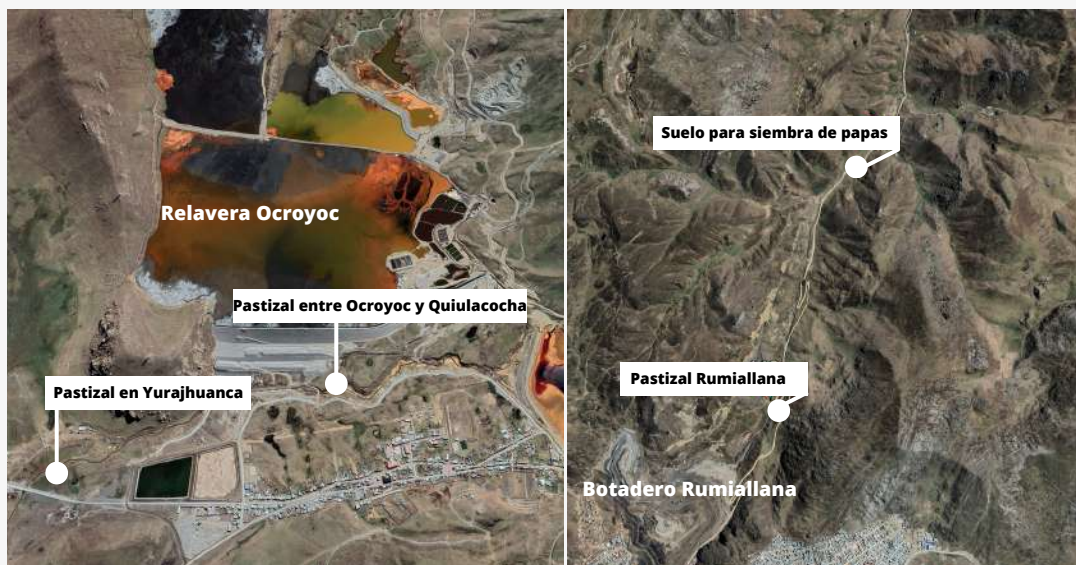 Relavera Ocroyoc
Pastizal entre Ocroyoc y Quiulacocha
Pastizal en Yurajhuanca
Suelo para siembra de papas
Pastizal Rumiallana
Botadero Rumiallana